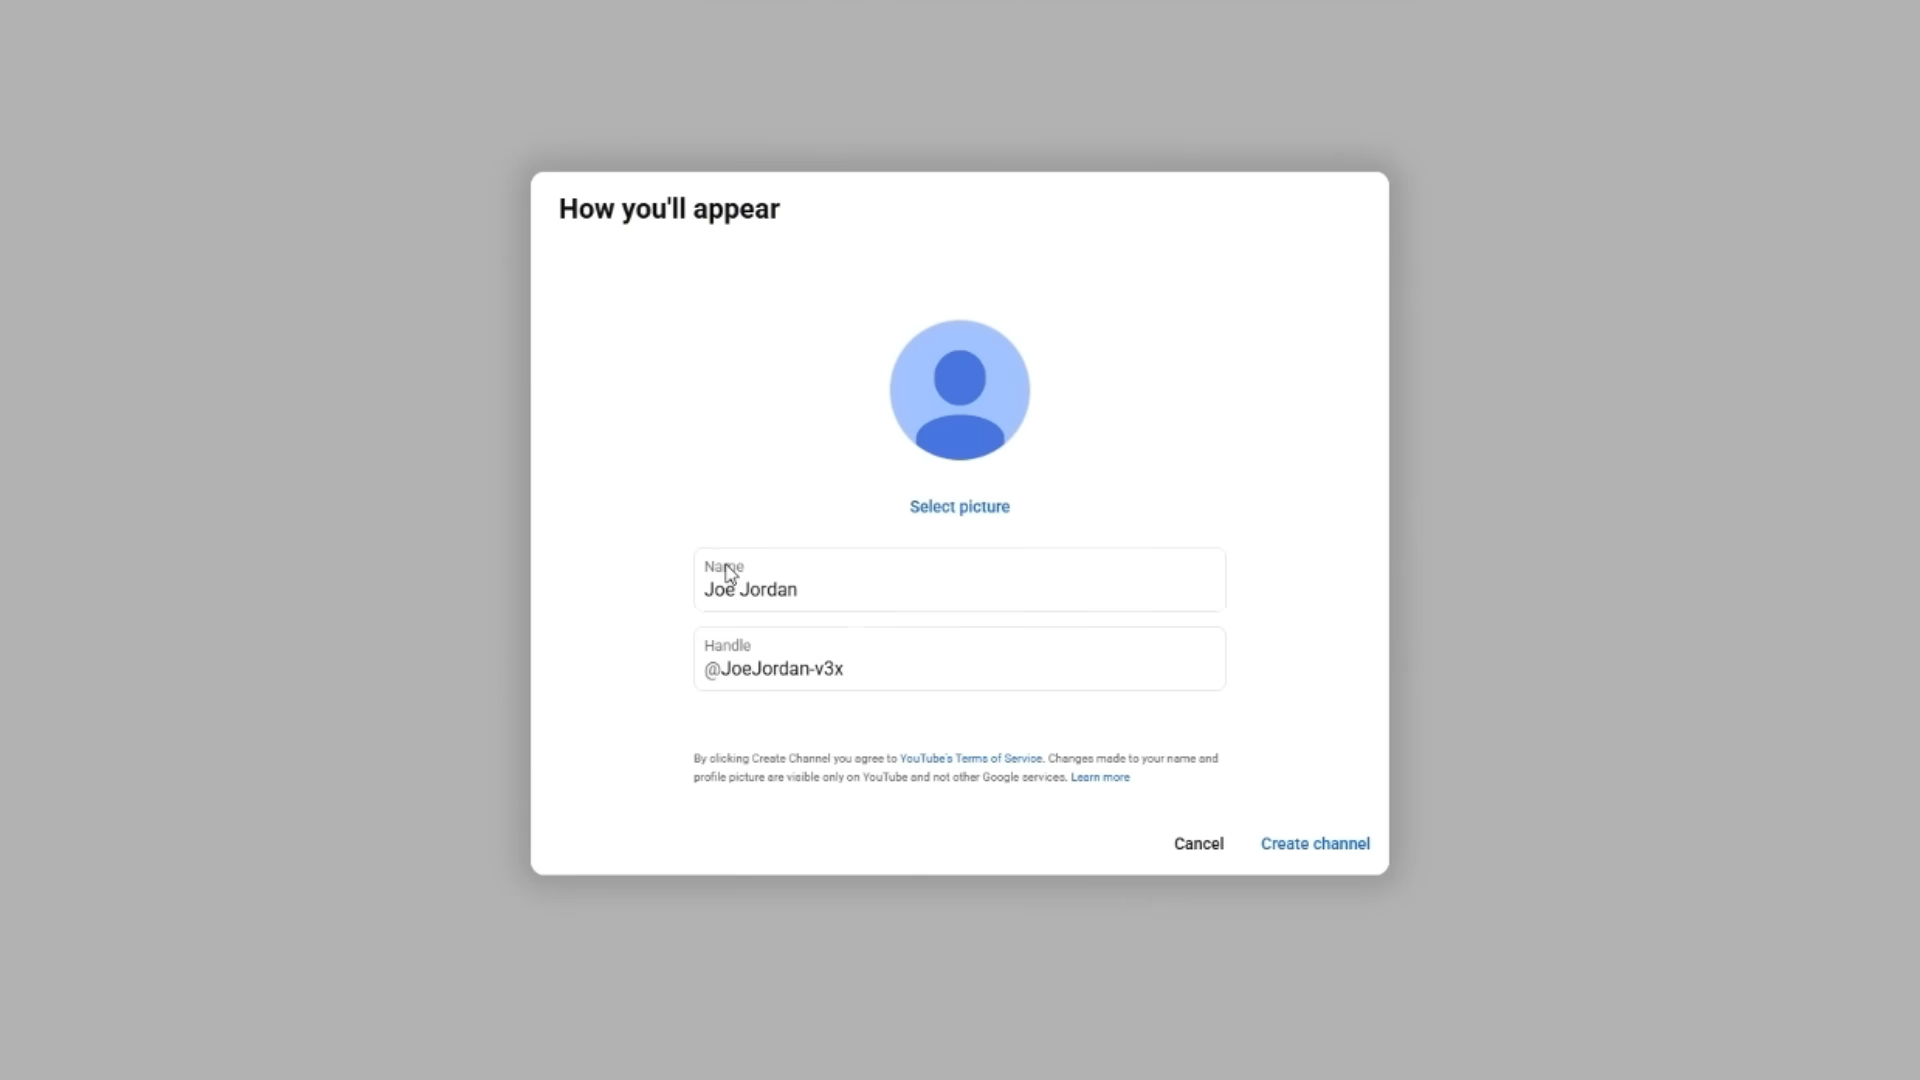 How you'll appear
Select picture
Name
Joe Jordan
Handle
@JoeJordan-v3x
By clicking Create Channel you agree to YouTube's Terms of Service. Changes made to your name and
profile picture are visible only on YouTube and not other Google services. Learn more
Cancel Create channel